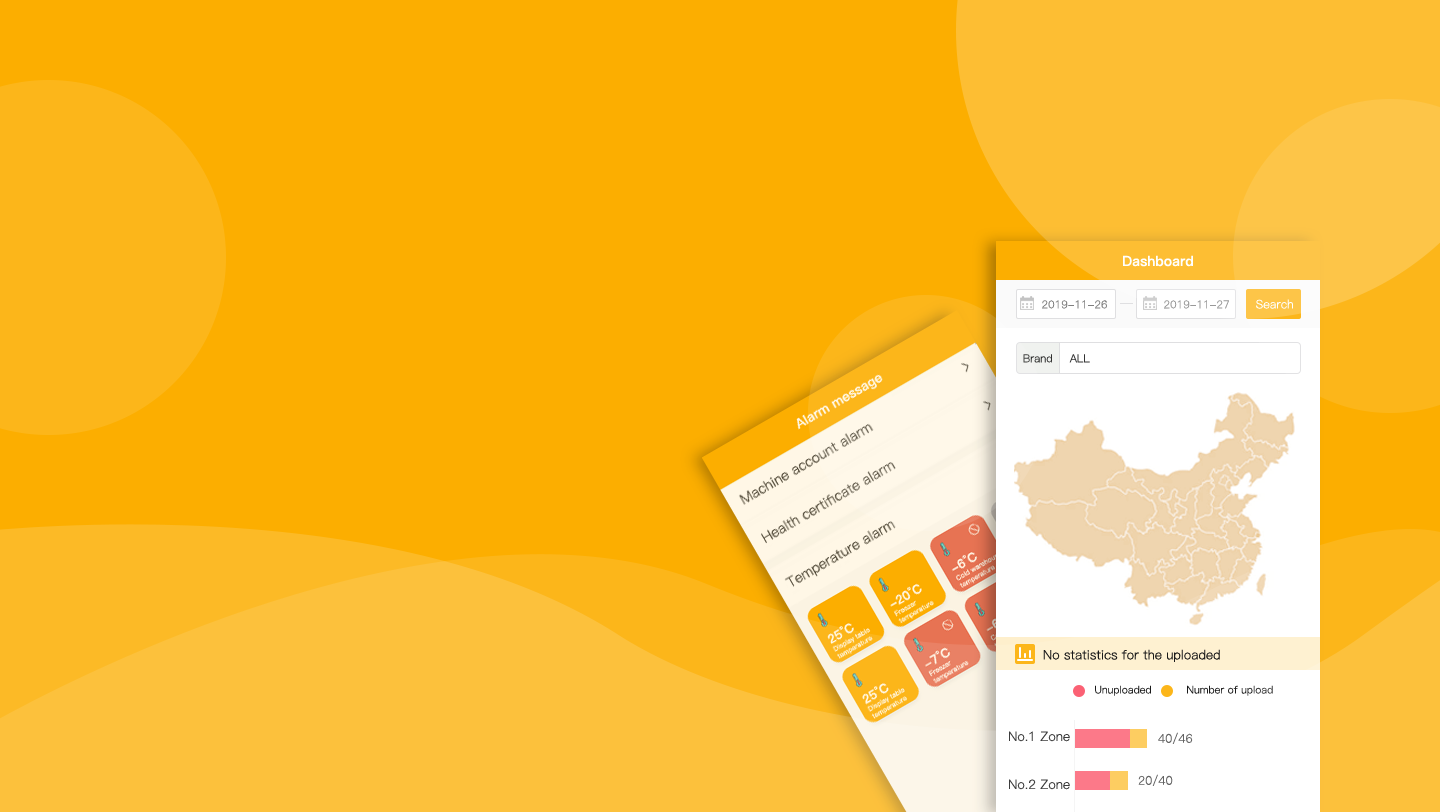 Dashboard
2019-11-26
2019-11-27
Search
Brand
ALL
No statistics for the uploaded
Unuploaded
Number of upload
No.1 Zone
40/46
No.2 Zone
20/40
Alarm message
Machine account alarm
Health certificate alarm
Temperature alarm
25°C
Display table
temperature
-20°C
Freezer
temperature
-6°C
Cold warehou
temperature
25°C
Display table
temperature
-7°C
Freezer
temperature